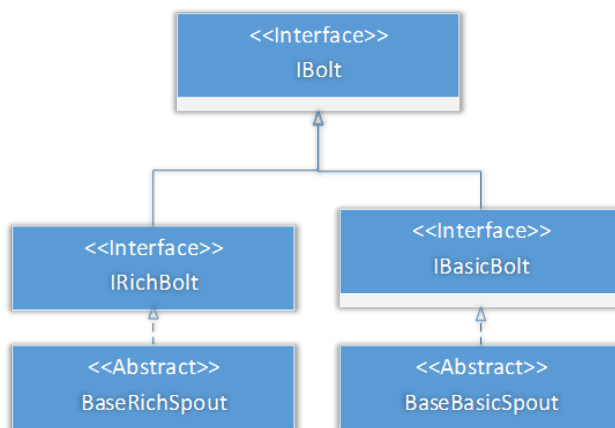 <<Interface>>
IBolt
<<Interface>>
IRichBolt
<<Interface>>
IBasicBolt
<<Abstract>>
BaseRichSpout
<<Abstract>>
BaseBasicSpout